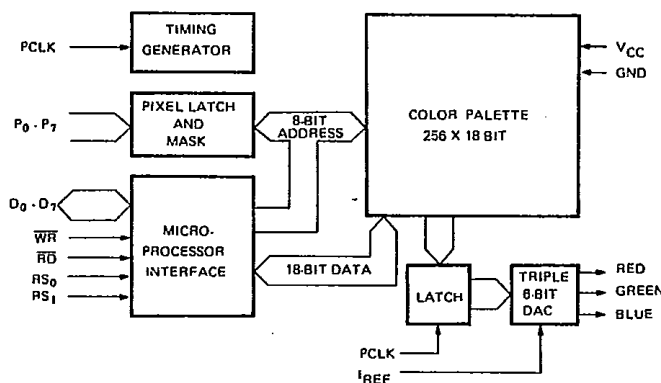 TIMING
GENERATOR
PCLK
VCC
GND
PIXEL LATCH
AND
MASK
P0 - P7
8-BIT
ADDRESS
COLOR PALETTE
256 X 18 BIT
D0 - D7
WR
RD
RS0
RS1
MICRO-
PROCESSOR
INTERFACE
18-BIT DATA
LATCH
TRIPLE
6-BIT
DAC
RED
GREEN
BLUE
PCLK
IREF